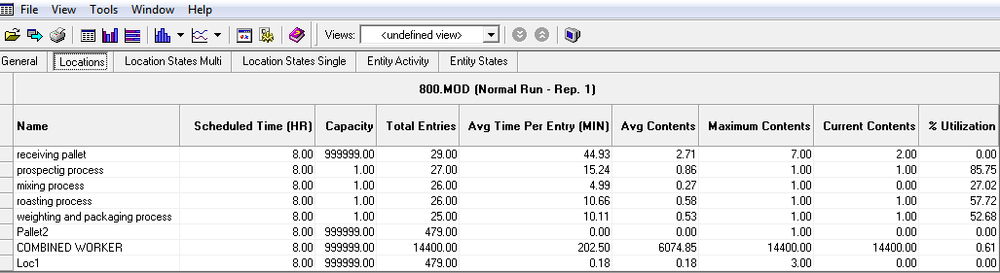 File View Tools Window Help
Views: <undefined view>
General Locations Location States Multi Location States Single Entity Activity Entity States
800.MOD (Normal Run - Rep. 1)
Name Scheduled Time (HR) Capacity Total Entries Avg Time Per Entry (MIN) Avg Contents Maximum Contents Current Contents % Utilization
receiving pallet 8.00 999999.00 29.00 44.93 2.71 7.00 2.00 0.00
prospectig process 8.00 1.00 27.00 15.24 0.86 1.00 1.00 85.75
mixing process 8.00 1.00 26.00 4.99 0.27 1.00 0.00 27.02
roasting process 8.00 1.00 26.00 10.66 0.58 1.00 1.00 57.72
weighting and packaging process 8.00 1.00 25.00 10.11 0.53 1.00 1.00 52.68
Pallet2 8.00 999999.00 479.00 0.00 0.00 1.00 0.00 0.00
COMBINED WORKER 8.00 999999.00 14400.00 202.50 6074.85 14400.00 14400.00 0.61
Loc1 8.00 999999.00 479.00 0.18 0.18 3.00 0.00 0.00